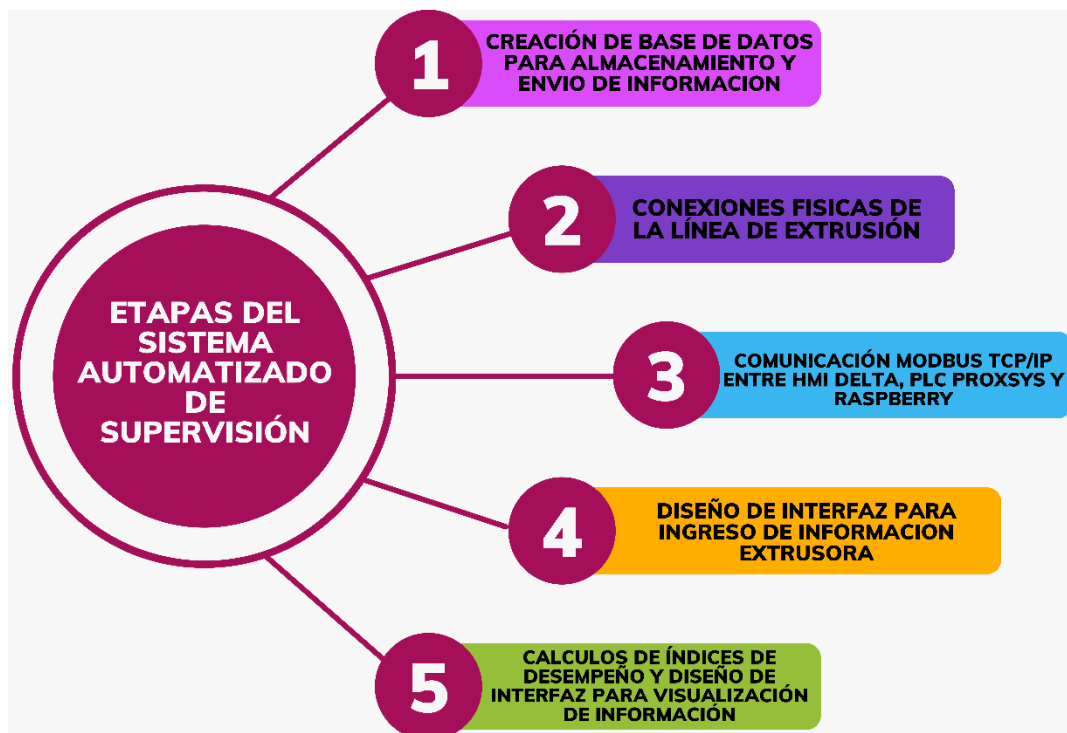 1
CREACIÓN DE BASE DE DATOS
PARA ALMACENAMIENTO Y
ENVIO DE INFORMACION
2
CONEXIONES FISICAS DE
LA LÍNEA DE EXTRUSIÓN
ETAPAS DEL
SISTEMA
AUTOMATIZADO
DE
SUPERVISIÓN
3
COMUNICACIÓN MODBUS TCP/IP
ENTRE HMI DELTA, PLC PROXSYS Y
RASPBERRY
4
DISEÑO DE INTERFAZ PARA
INGRESO DE INFORMACION
EXTRUSORA
5
CALCULOS DE ÍNDICES DE
DESEMPEÑO Y DISEÑO DE
INTERFAZ PARA VISUALIZACIÓN
DE INFORMACIÓN